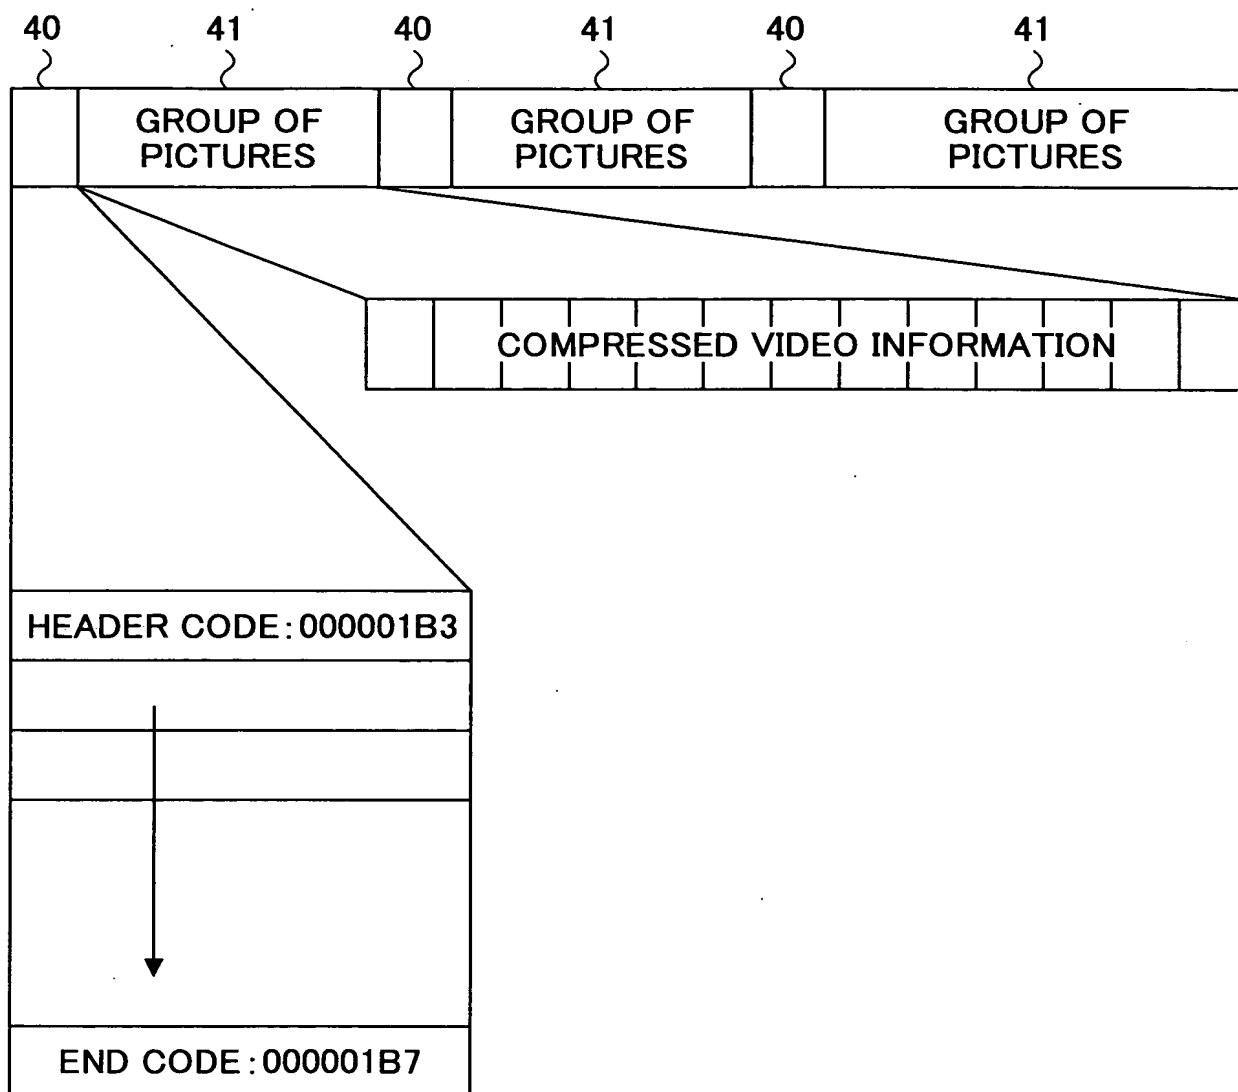 40 41 40 41 40 41
GROUP OF PICTURES
GROUP OF PICTURES
GROUP OF PICTURES
COMPRESSED VIDEO INFORMATION
HEADER CODE:000001B3
END CODE:000001B7